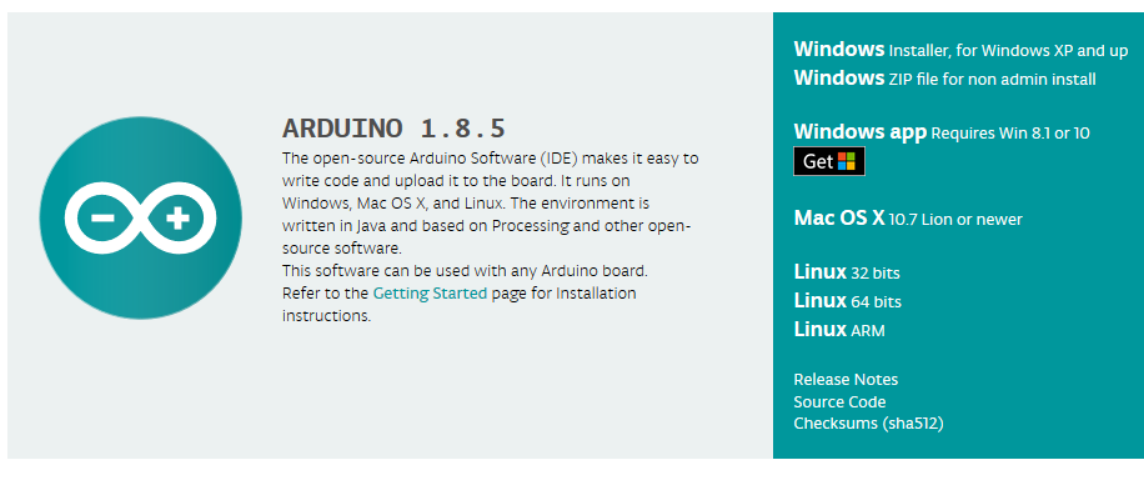 ARDUINO 1.8.5
The open-source Arduino Software (IDE) makes it easy to
write code and upload it to the board. It runs on
Windows, Mac OS X, and Linux. The environment is
written in Java and based on Processing and other open-
source software.
This software can be used with any Arduino board.
Refer to the Getting Started page for Installation
instructions.
Windows Installer, for Windows XP and up
Windows ZIP file for non admin install
Windows app Requires Win 8.1 or 10
Get
Mac OS X 10.7 Lion or newer
Linux 32 bits
Linux 64 bits
Linux ARM
Release Notes
Source Code
Checksums (sha512)